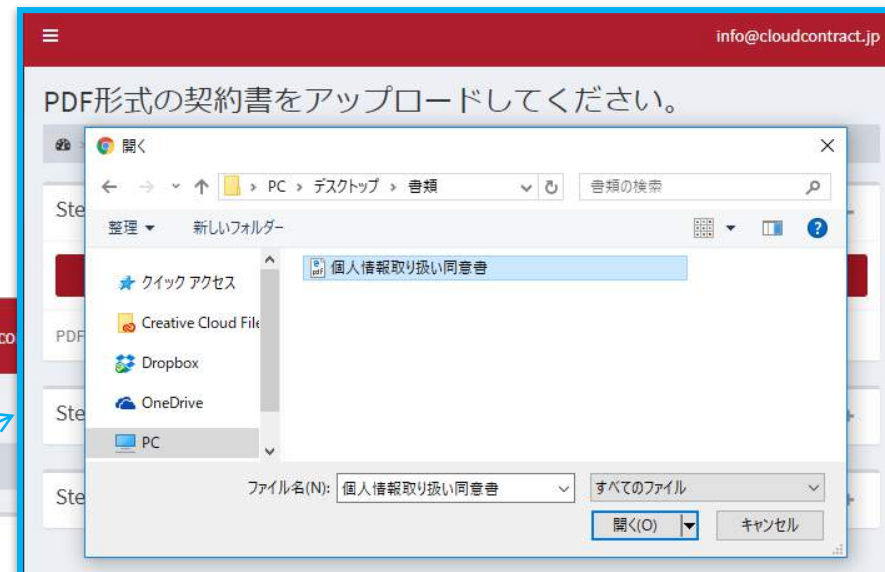 info@cloudcontract.jp
PDF形式の契約書をアップロードしてください。
開く
PC > デスクトップ > 書類
書類の検索
Ste
整理
新しいフォルダー
クイック アクセス
個人情報取り扱い同意書
Creative Cloud File
co
PDF
Dropbox
OneDrive
Ste
PC
ファイル名(N): 個人情報取り扱い同意書
すべてのファイル
Ste
開く(O)
キャンセル